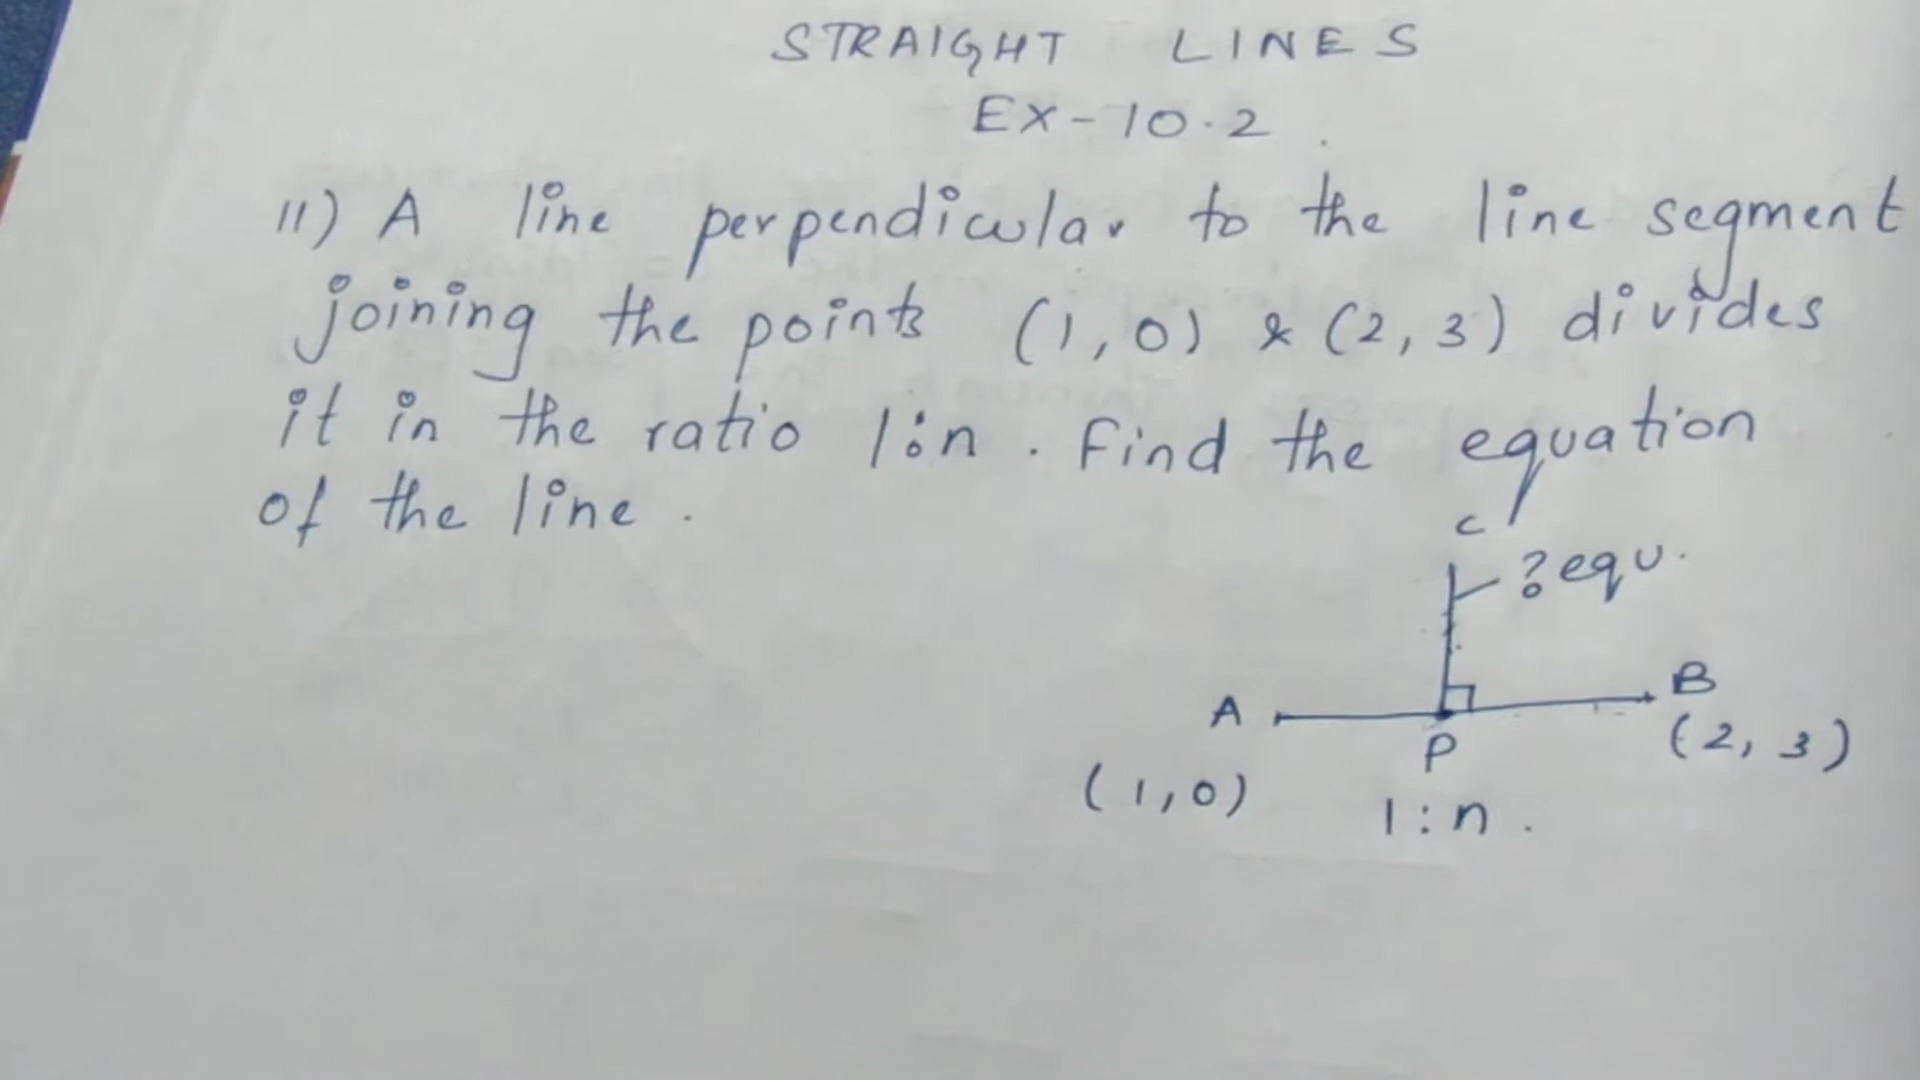 STRAIGHT LINES
EX-10.2
11) A line perpendicular to the line segment
joining the points (1,0) & (2,3) divides
it in the ratio 1:n. Find the equation
of the line.
C
? equ.
A
B
P
(2, 3)
(1,0)
1:n.